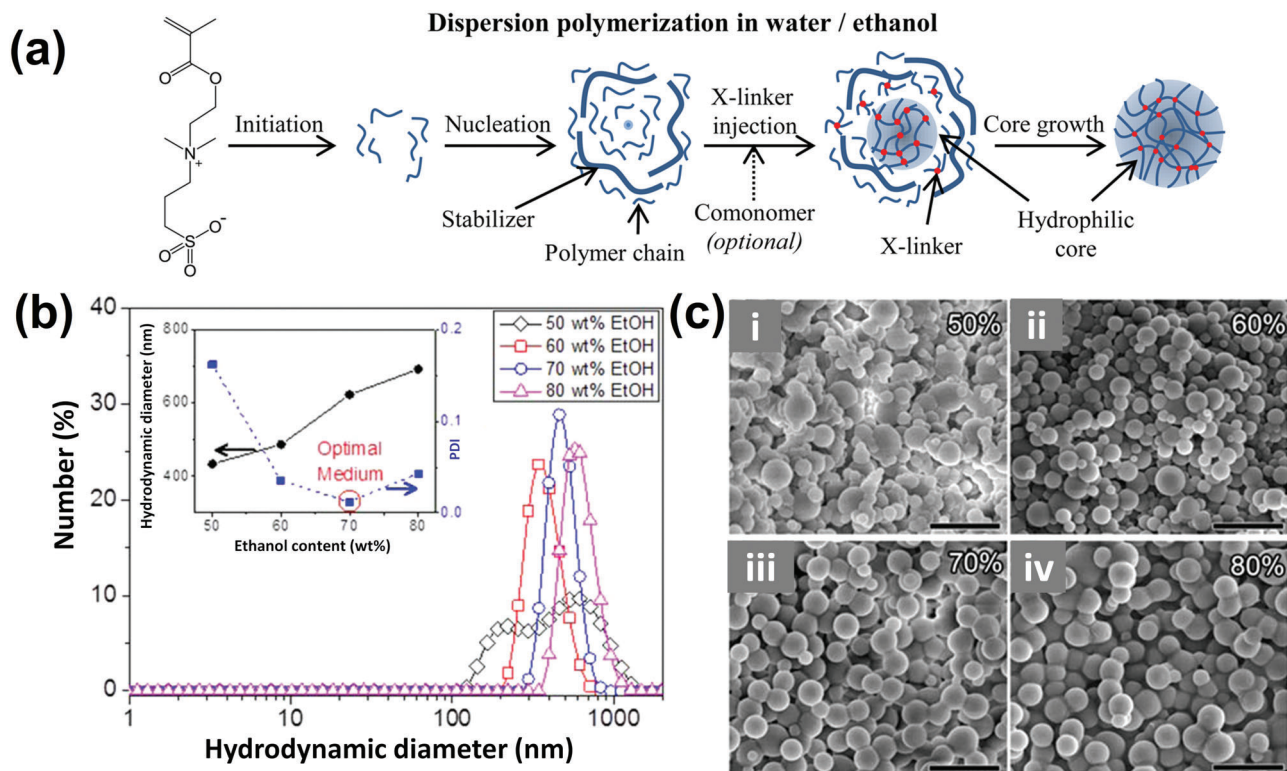 (a)
Dispersion polymerization in water / ethanol
O
O
N
+
S
O
O
O-
Initiation
Nucleation
X-linker
injection
Core growth
Stabilizer
Polymer chain
Comonomer
(optional)
X-linker
Hydrophilic
core
(b)
Number (%)
40
30
20
10
0
1
10
100
1000
Hydrodynamic diameter (nm)
50 wt% EtOH
60 wt% EtOH
70 wt% EtOH
80 wt% EtOH
Hydrodynamic diameter (nm)
800
600
400
0.2
0.1
0.0
PDI
Optimal
Medium
50
60
70
80
Ethanol content (wt%)
(c)
i
50%
ii
60%
iii
70%
iv
80%